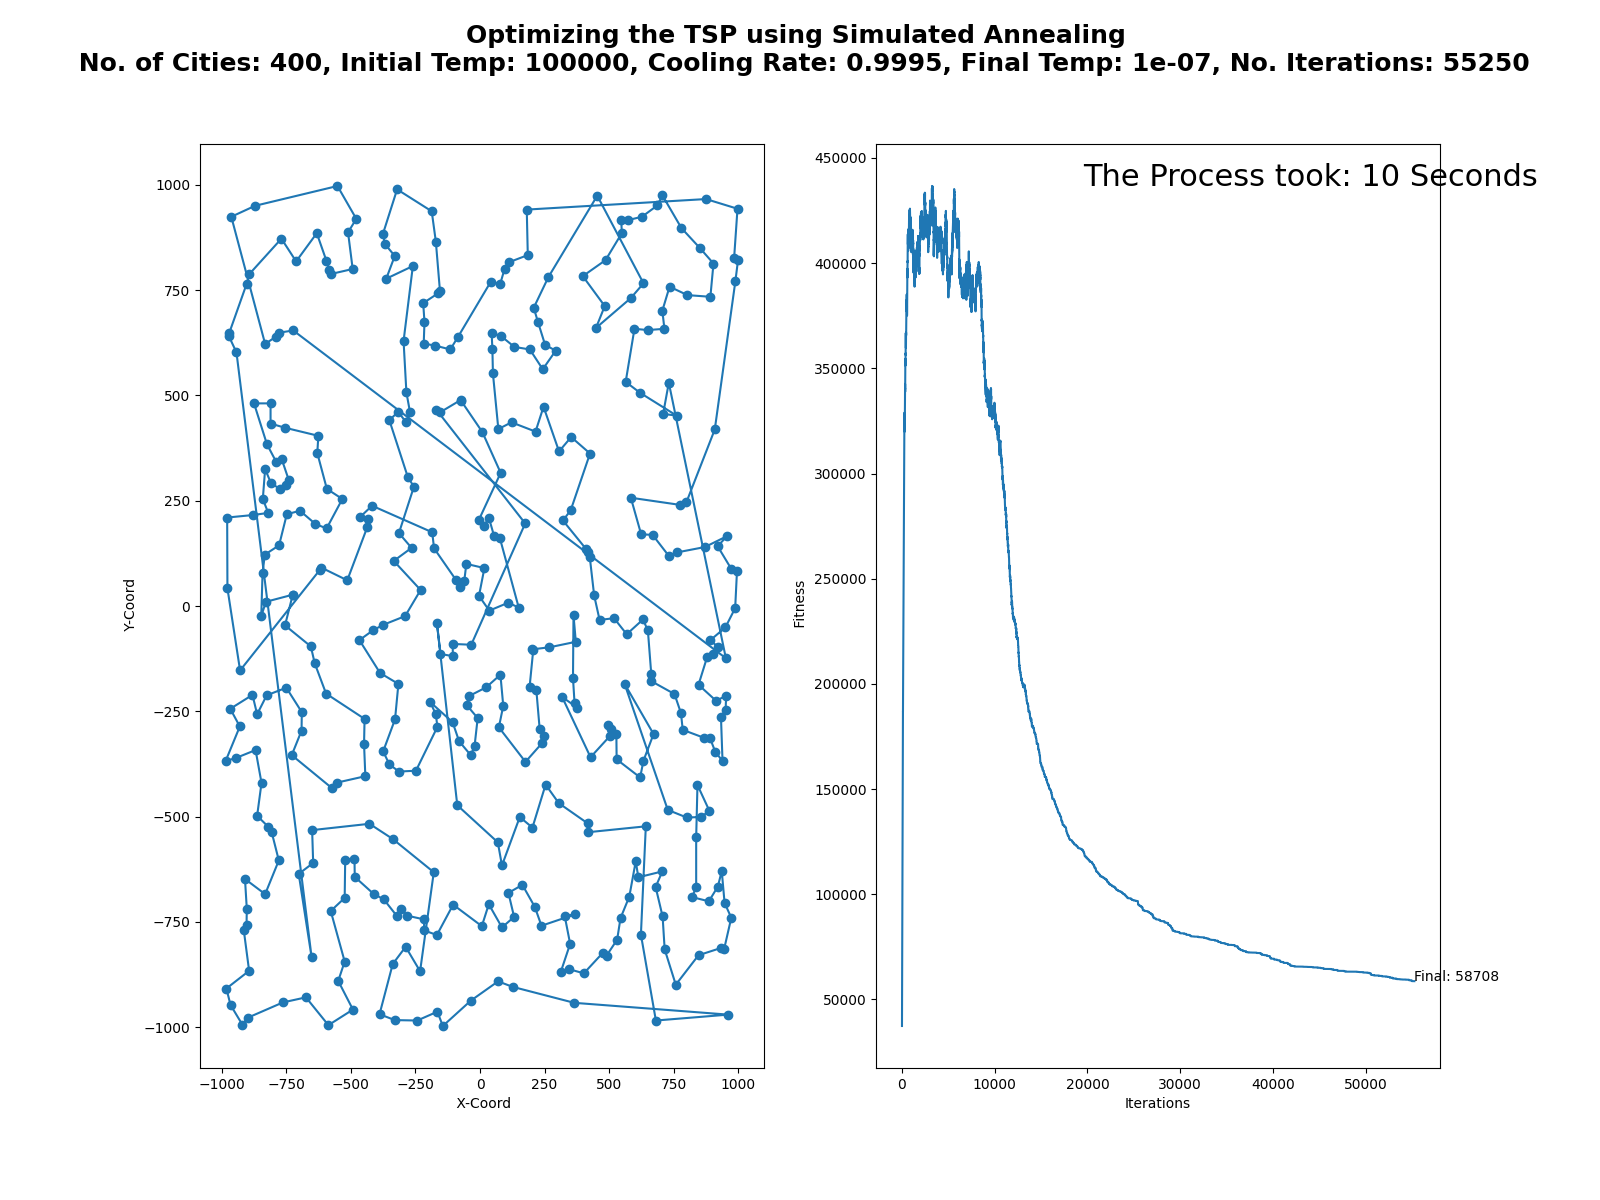 Optimizing the TSP using Simulated Annealing
No. of Cities: 400, Initial Temp: 100000, Cooling Rate: 0.9995, Final Temp: 1e-07, No. Iterations: 55250
1000
750
500
250
0
−250
−500
−750
−1000
Y-Coord
−1000 −750 −500 −250 0 250 500 750 1000
X-Coord
The Process took: 10 Seconds
450000
400000
350000
300000
250000
200000
150000
100000
50000
Fitness
Final: 58708
0 10000 20000 30000 40000 50000
Iterations